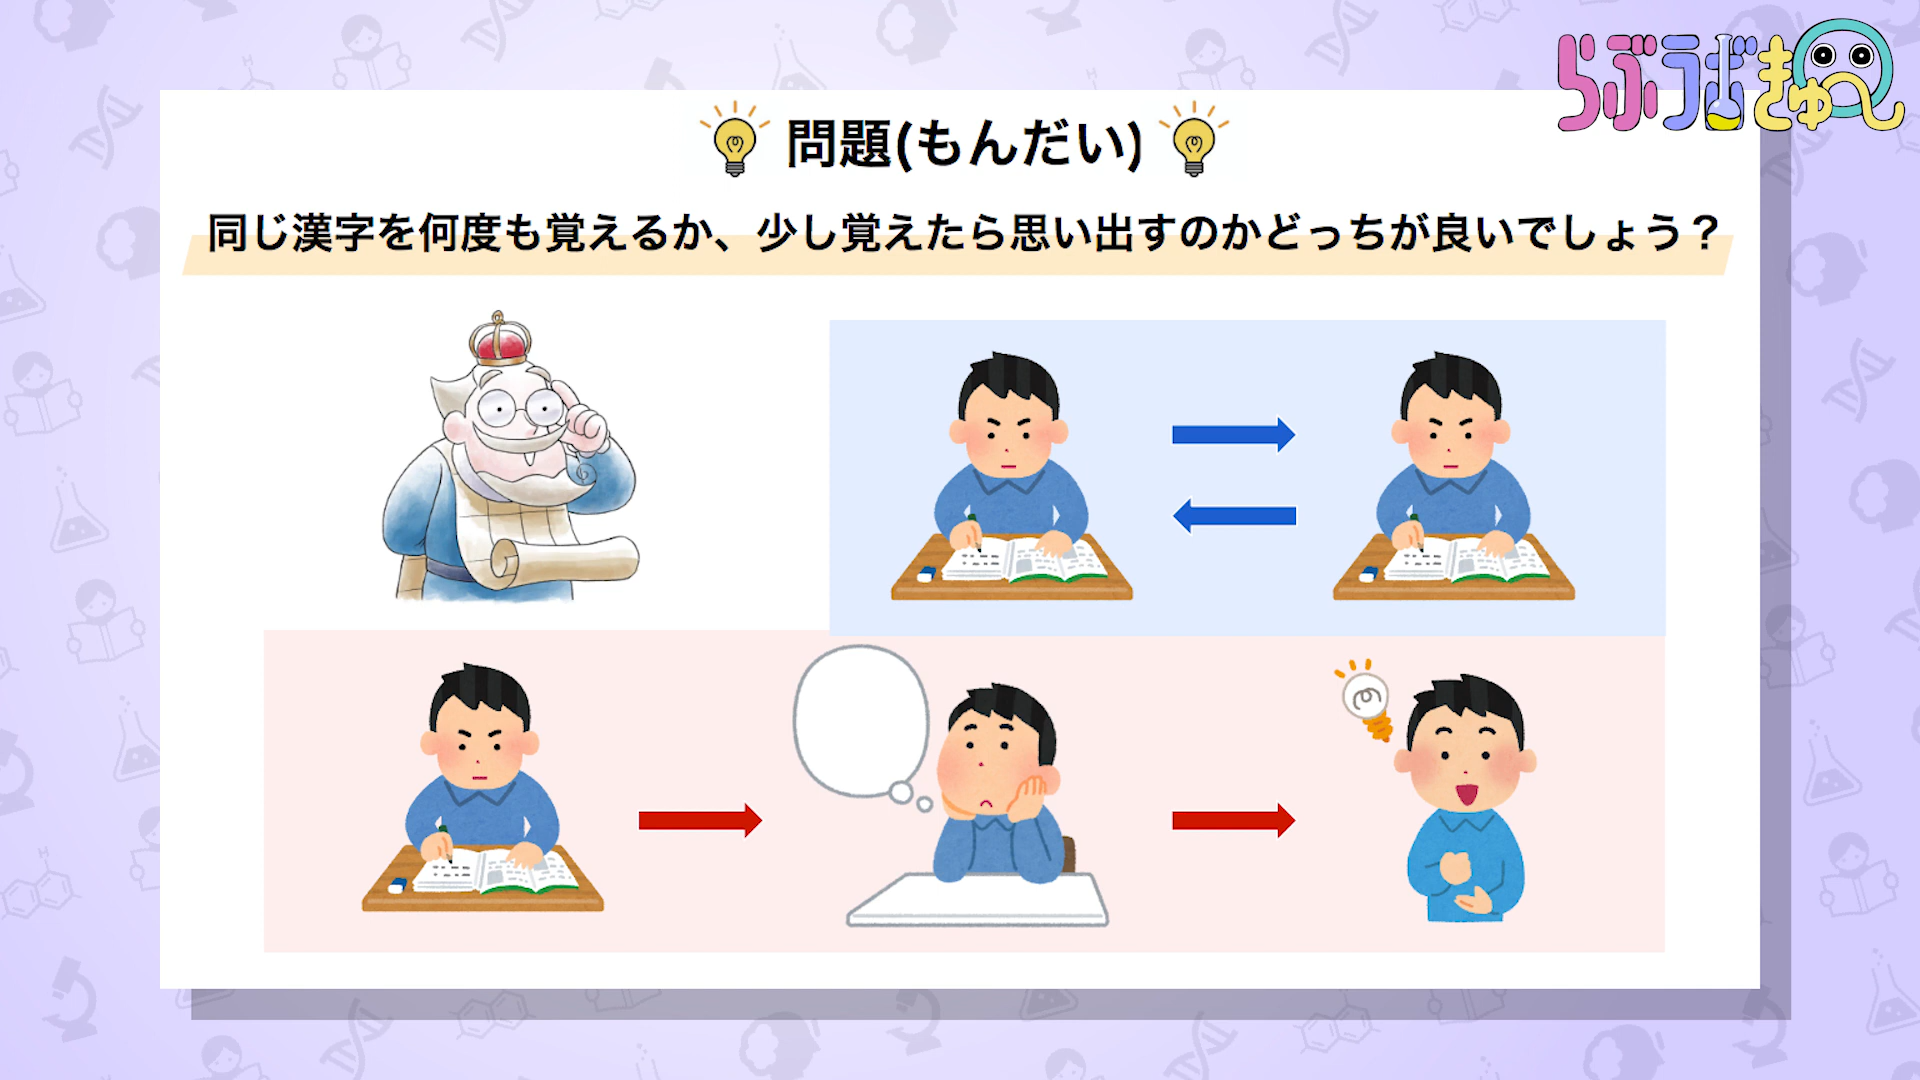 らぶラボきゅ〜
問題(もんだい)
同じ漢字を何度も覚えるか、少し覚えたら思い出すのかどっちが良いでしょう？